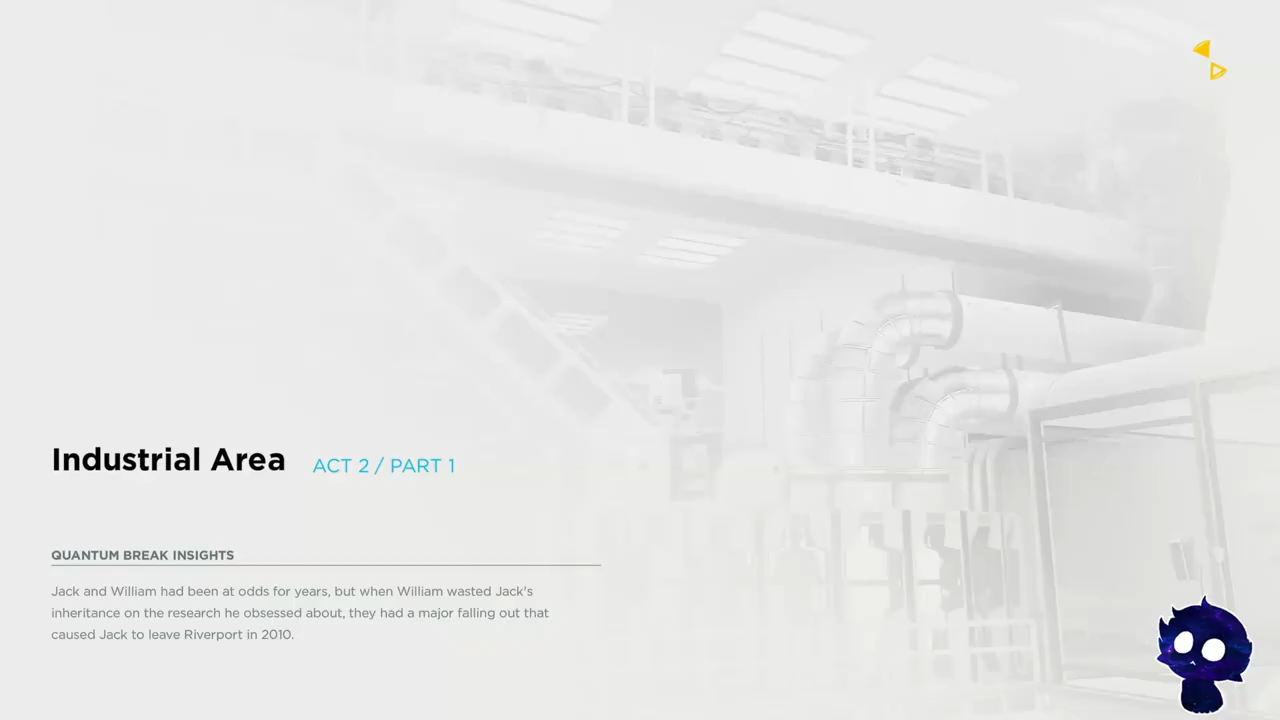 Industrial Area ACT 2 / PART 1
QUANTUM BREAK INSIGHTS
Jack and William had been at odds for years, but when William wasted Jack's
inheritance on the research he obsessed about, they had a major falling out that
caused Jack to leave Riverport in 2010.